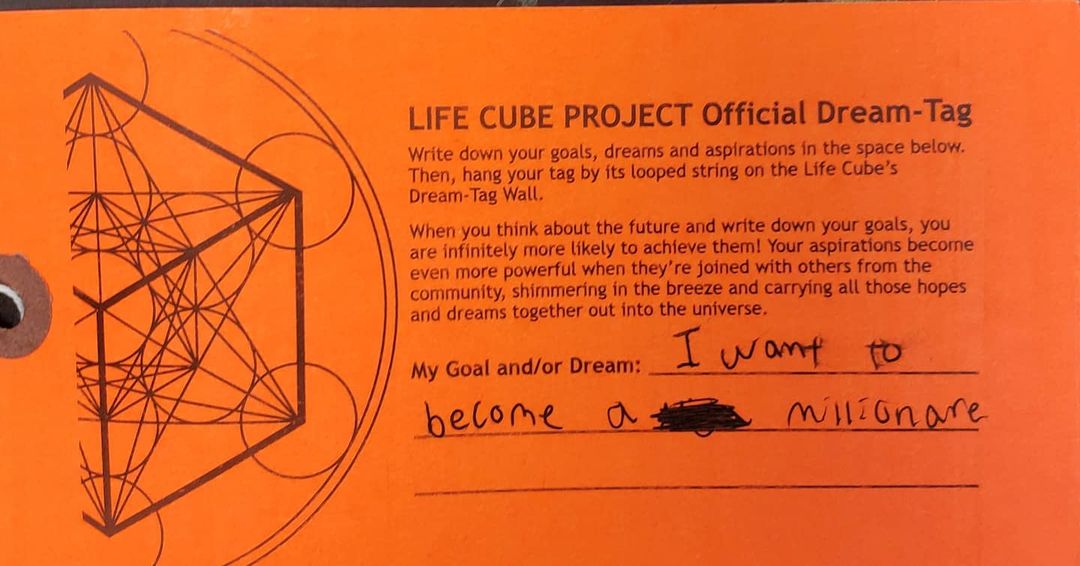 LIFE CUBE PROJECT Official Dream-Tag
Write down your goals, dreams and aspirations in the space below.
Then, hang your tag by its looped string on the Life Cube's
Dream-Tag Wall.
When you think about the future and write down your goals, you
are infinitely more likely to achieve them! Your aspirations become
even more powerful when they're joined with others from the
community, shimmering in the breeze and carrying all those hopes
and dreams together out into the universe.
My Goal and/or Dream: I want to
become a millionare